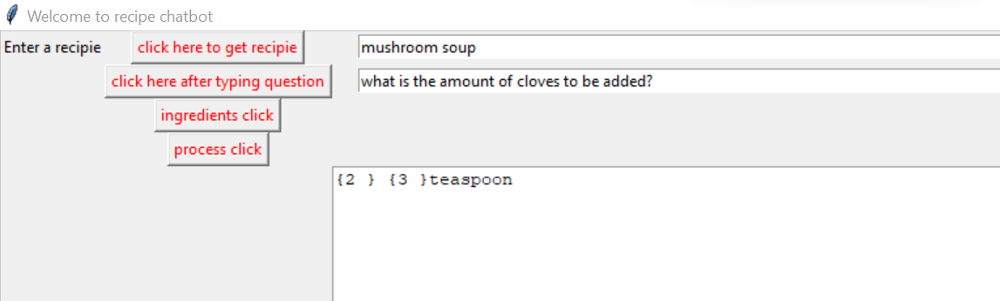 Welcome to recipe chatbot
Enter a recipie click here to get recipie mushroom soup
click here after typing question what is the amount of cloves to be added?
ingredients click
process click
{2 } {3 }teaspoon